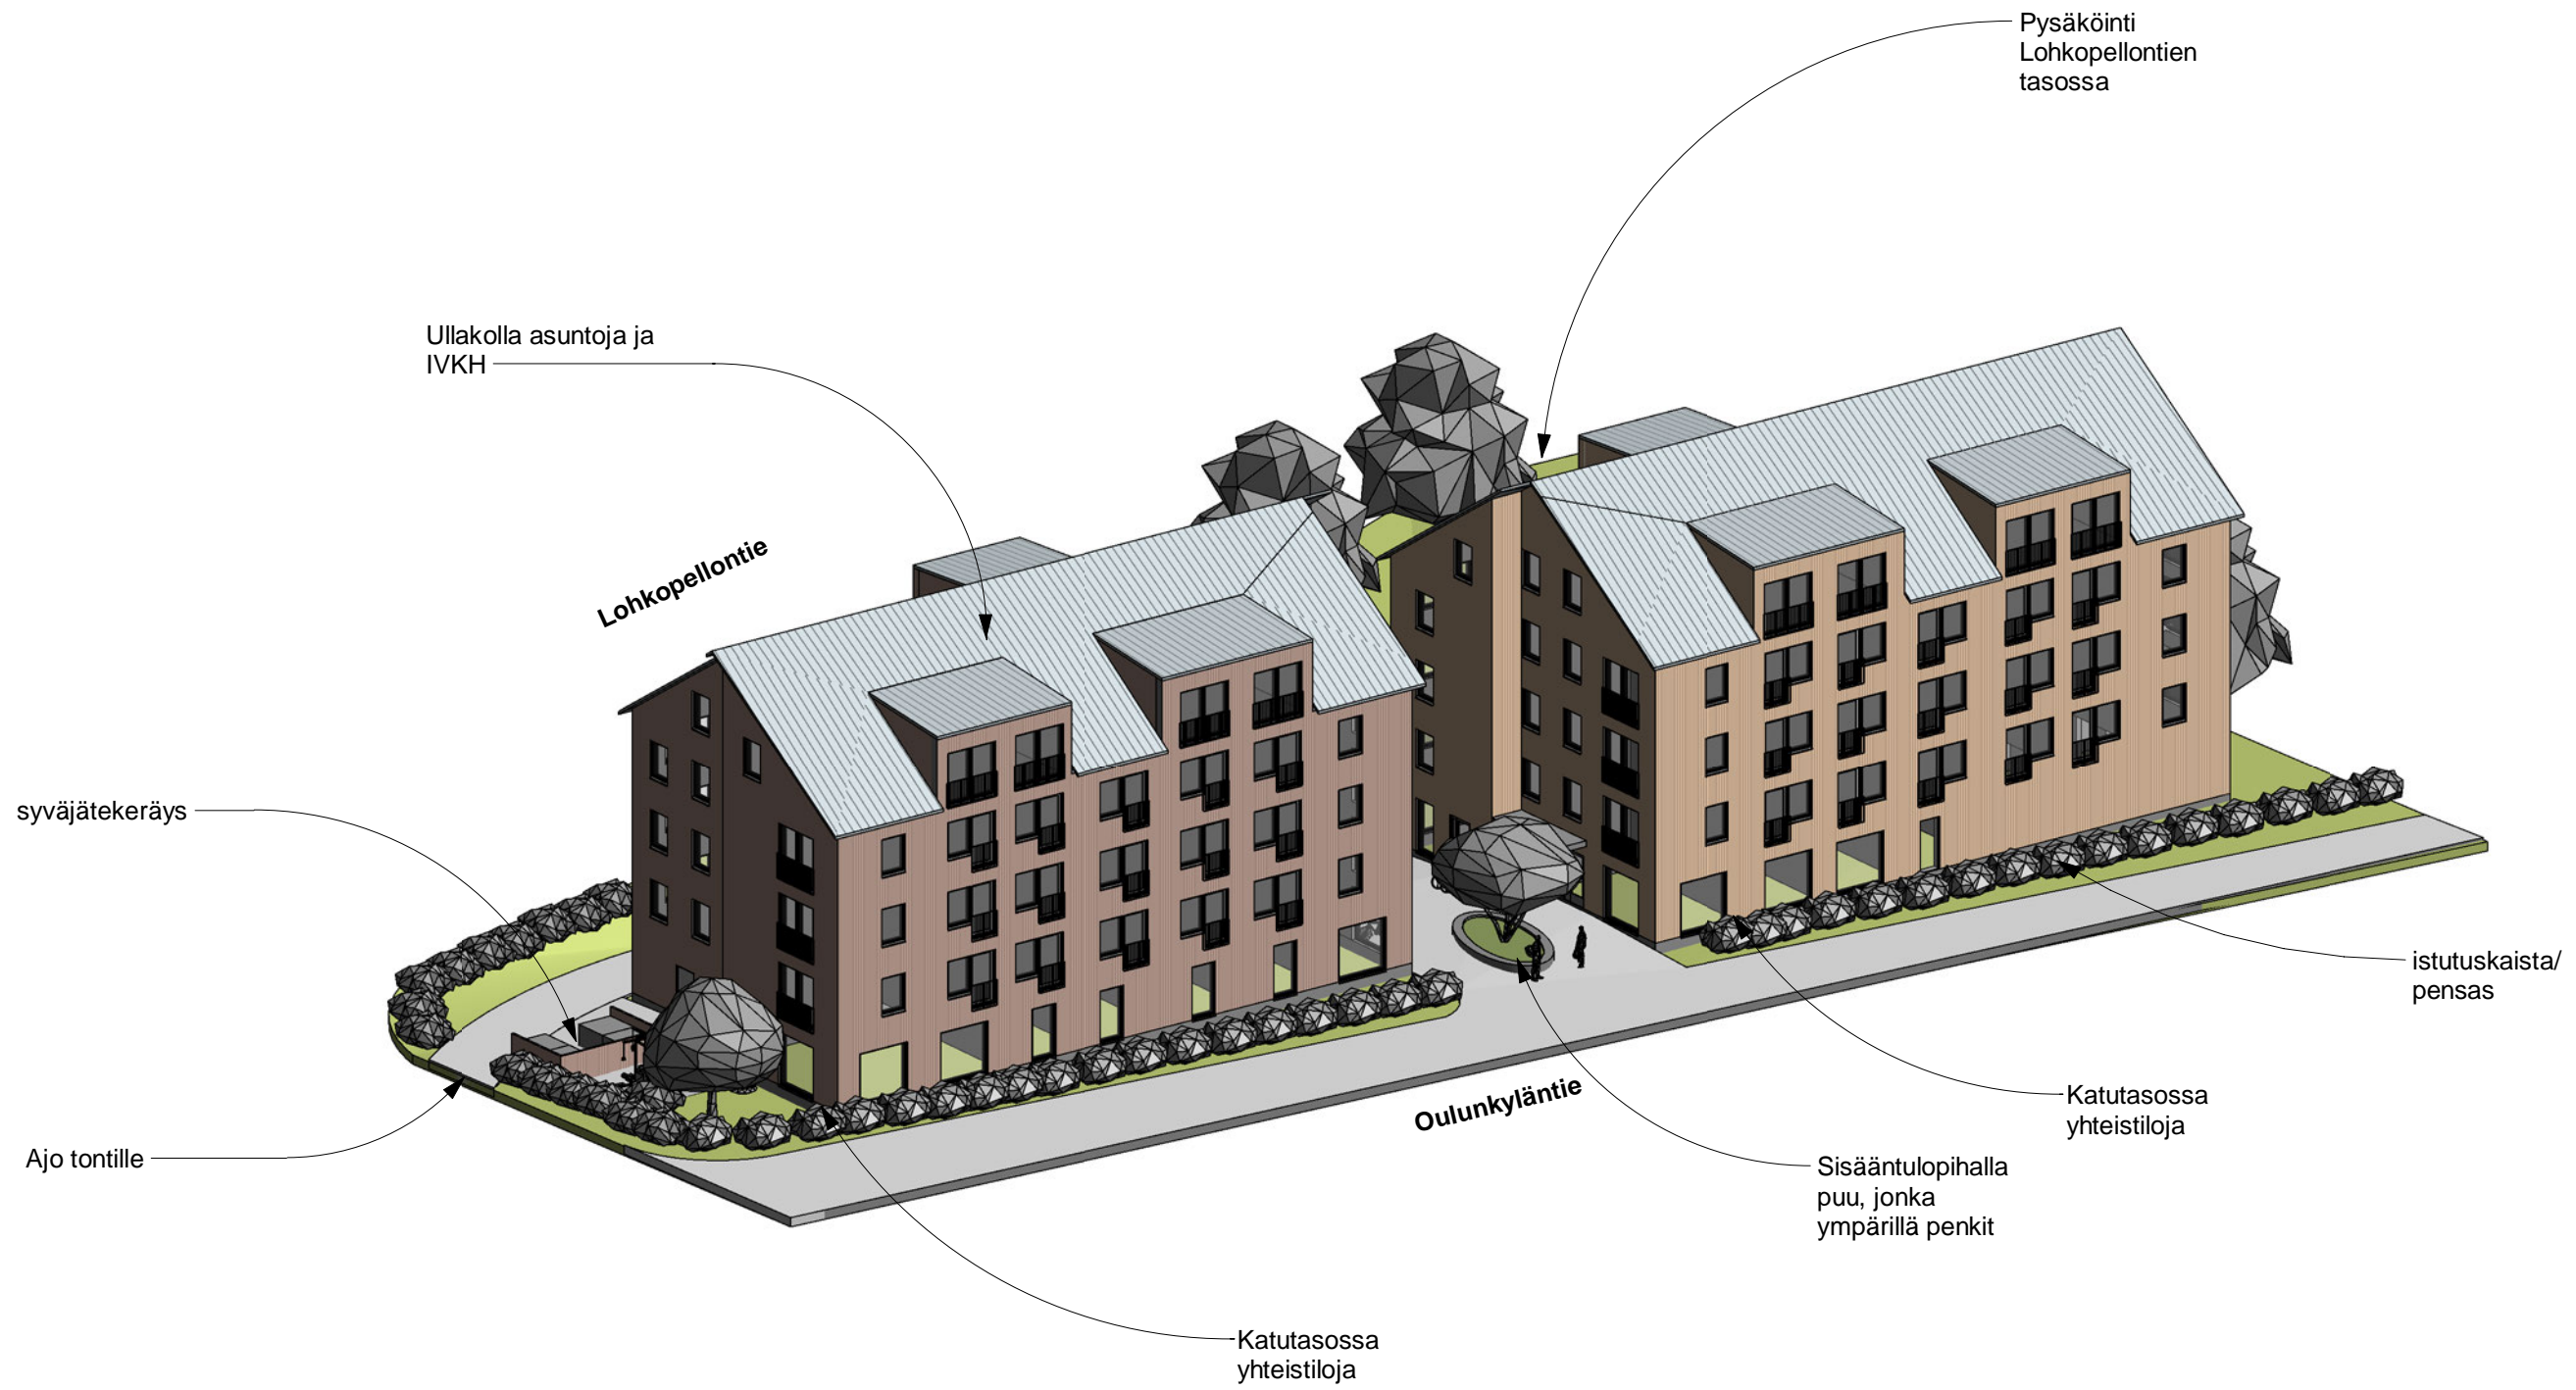 Pysäköinti
Lohkopellontien
tasossa
Ullakolla asuntoja ja
IVKH
Lohkopellontie
syväjätekeräys
istutuskaista/
pensas
Oulunkyläntie
Katutasossa
yhteistiloja
Ajo tontille
Sisääntulopihalla
puu, jonka
ympärillä penkit
Katutasossa
yhteistiloja